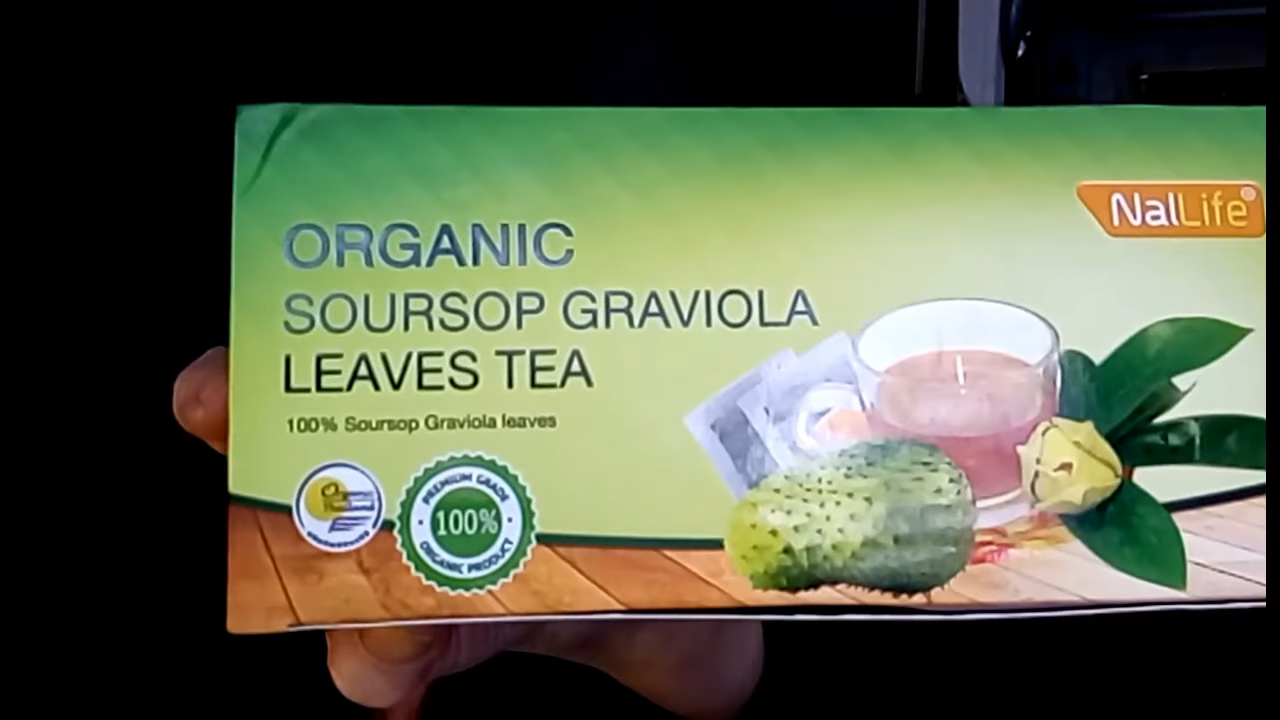 NalLife
ORGANIC
SOURSOP GRAVIOLA
LEAVES TEA
100% Soursop Graviola leaves
PREMIUM GRADE
100%
ORGANIC PRODUCT